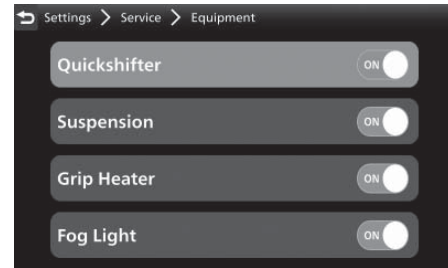 Settings > Service > Equipment
Quickshifter ON
Suspension ON
Grip Heater ON
Fog Light ON